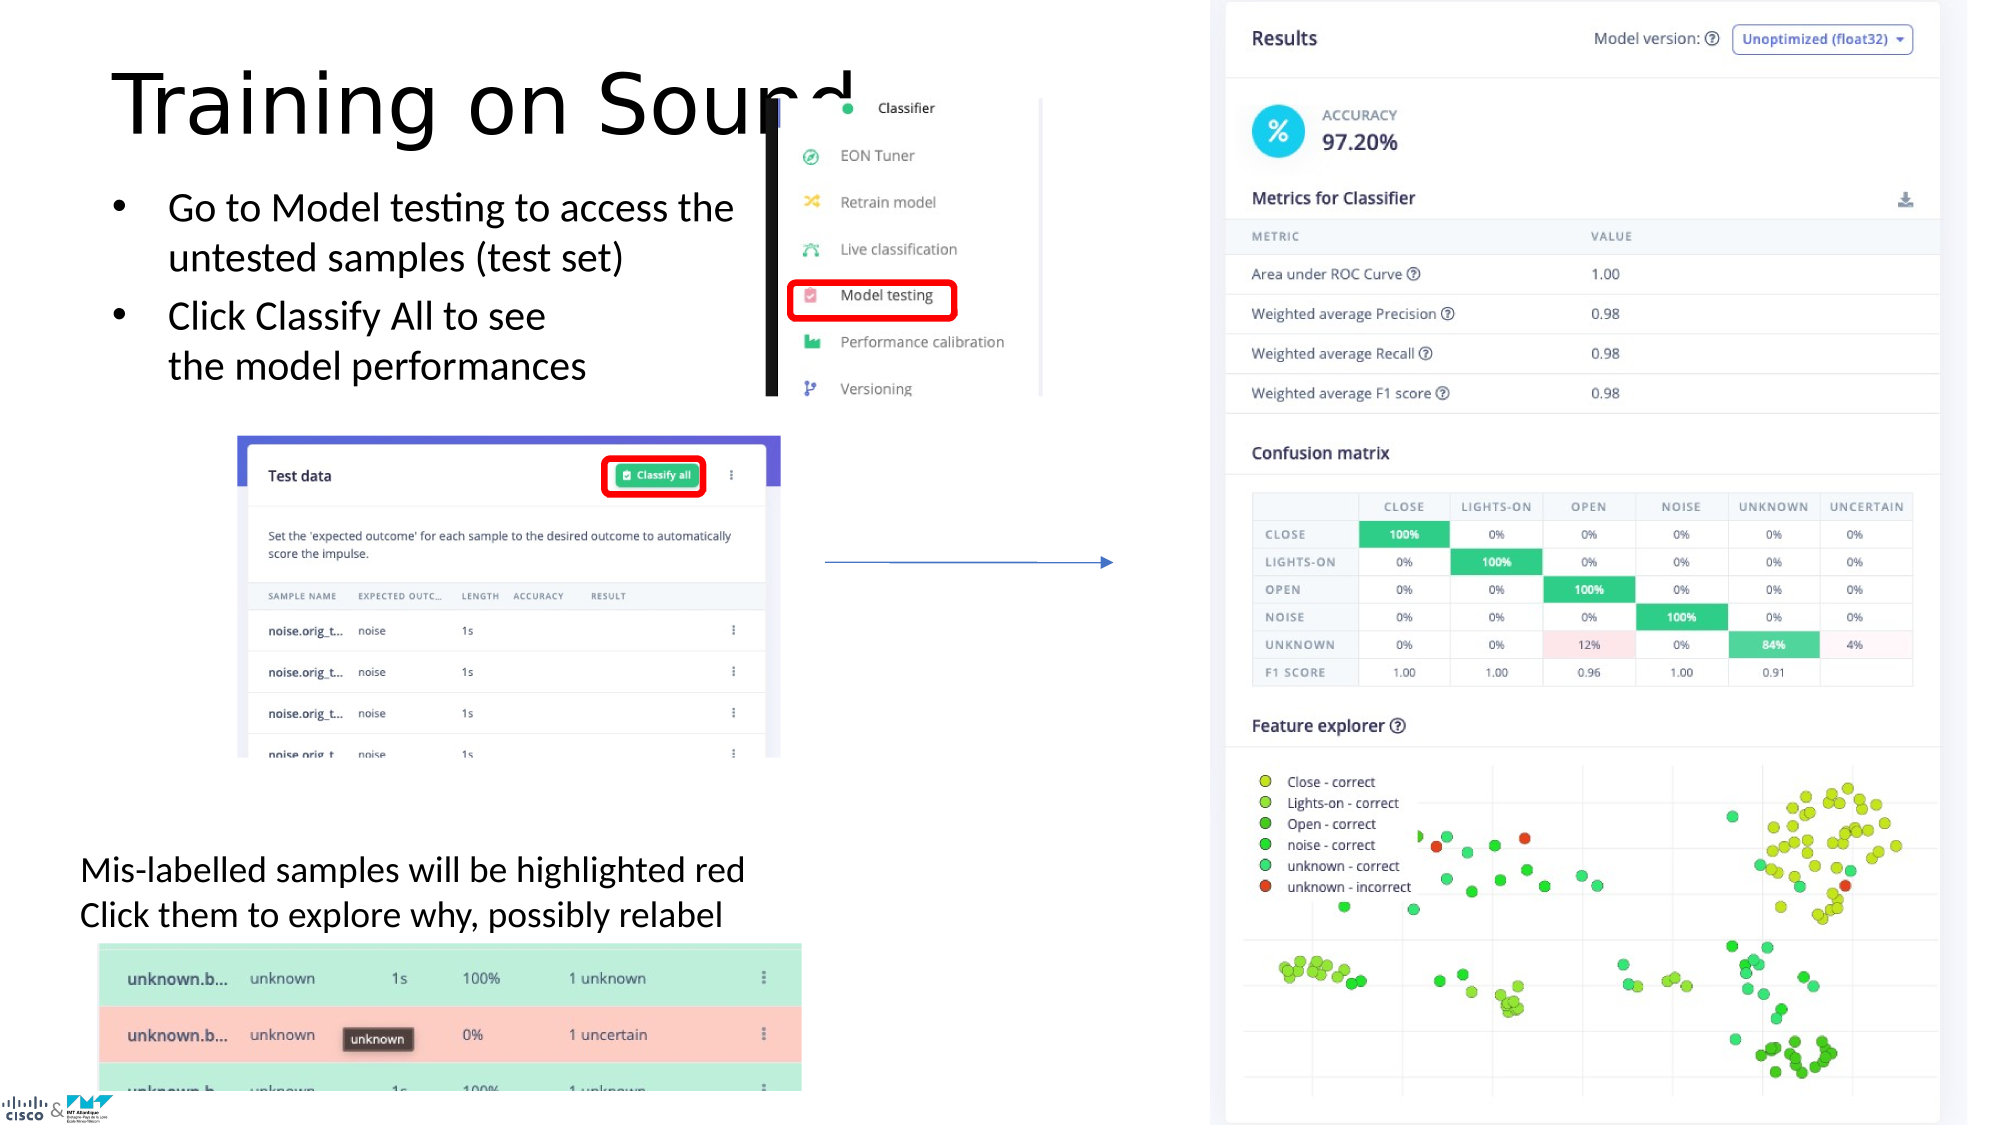 Training on Sound
• Go to Model testing to access the
untested samples (test set)
• Click Classify All to see
the model performances
Classifier
EON Tuner
Retrain model
Live classification
Model testing
Performance calibration
Versioning
Test data
Classify all
Set the 'expected outcome' for each sample to the desired outcome to automatically
score the impulse.
SAMPLE NAME EXPECTED OUTC... LENGTH ACCURACY RESULT
noise.orig_t... noise 1s
noise.orig_t... noise 1s
noise.orig_t... noise 1s
noise.orig_t... noise 1s
Mis-labelled samples will be highlighted red
Click them to explore why, possibly relabel
unknown.b... unknown 1s 100% 1 unknown
unknown.b... unknown unknown 0% 1 uncertain
unknown.b... unknown 1s 100% 1 unknown
CISCO & IMT Atlantique
Results Model version: Unoptimized (float32)
% ACCURACY
97.20%
Metrics for Classifier
METRIC VALUE
Area under ROC Curve 1.00
Weighted average Precision 0.98
Weighted average Recall 0.98
Weighted average F1 score 0.98
Confusion matrix
CLOSE LIGHTS-ON OPEN NOISE UNKNOWN UNCERTAIN
CLOSE 100% 0% 0% 0% 0% 0%
LIGHTS-ON 0% 100% 0% 0% 0% 0%
OPEN 0% 0% 100% 0% 0% 0%
NOISE 0% 0% 0% 100% 0% 0%
UNKNOWN 0% 0% 12% 0% 84% 4%
F1 SCORE 1.00 1.00 0.96 1.00 0.91
Feature explorer
Close - correct
Lights-on - correct
Open - correct
noise - correct
unknown - correct
unknown - incorrect